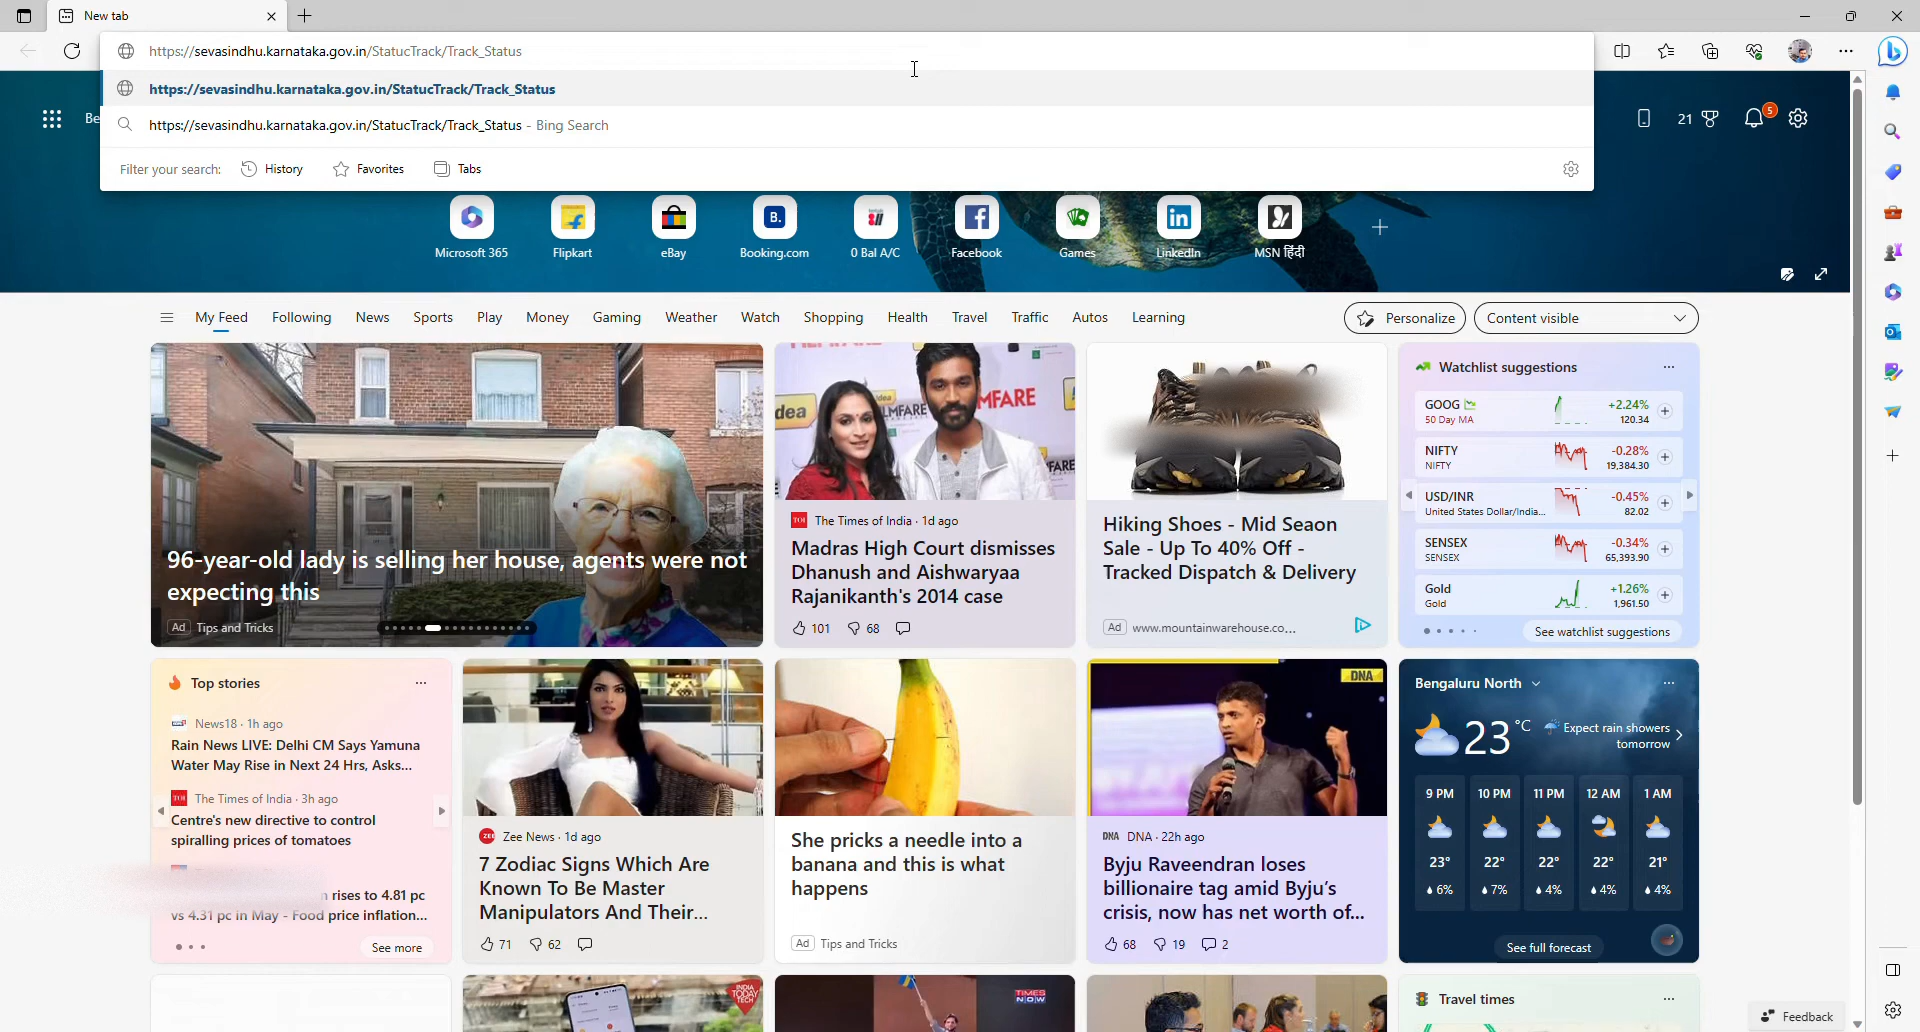 New tab
https://sevasindhu.karnataka.gov.in/StatucTrack/Track_Status
https://sevasindhu.karnataka.gov.in/StatucTrack/Track_Status
https://sevasindhu.karnataka.gov.in/StatucTrack/Track_Status - Bing Search
Filter your search: History Favorites Tabs
Be
21
5
Microsoft 365 Flipkart eBay Booking.com 0 Bal A/C Facebook Games LinkedIn MSN हिंदी
My Feed Following News Sports Play Money Gaming Weather Watch Shopping Health Travel Traffic Autos Learning
Personalize Content visible
96-year-old lady is selling her house, agents were not
expecting this
Ad Tips and Tricks
The Times of India · 1d ago
Madras High Court dismisses
Dhanush and Aishwaryaa
Rajanikanth's 2014 case
101 68
Hiking Shoes - Mid Seaon
Sale - Up To 40% Off -
Tracked Dispatch & Delivery
Ad www.mountainwarehouse.co...
Watchlist suggestions
GOOG +2.24%
50 Day MA 120.34
NIFTY -0.28%
NIFTY 19,384.30
USD/INR -0.45%
United States Dollar/India... 82.02
SENSEX -0.34%
SENSEX 65,393.90
Gold +1.26%
Gold 1,961.50
See watchlist suggestions
Top stories
News18 · 1h ago
Rain News LIVE: Delhi CM Says Yamuna
Water May Rise in Next 24 Hrs, Asks...
The Times of India · 3h ago
Centre's new directive to control
spiralling prices of tomatoes
rises to 4.81 pc
vs 4.31 pc in May - Food price inflation...
See more
Zee News · 1d ago
7 Zodiac Signs Which Are
Known To Be Master
Manipulators And Their...
71 62
She pricks a needle into a
banana and this is what
happens
Ad Tips and Tricks
DNA
DNA DNA · 22h ago
Byju Raveendran loses
billionaire tag amid Byju's
crisis, now has net worth of...
68 19 2
Bengaluru North
23 °C Expect rain showers
tomorrow
9 PM 10 PM 11 PM 12 AM 1 AM
23° 22° 22° 22° 21°
6% 7% 4% 4% 4%
See full forecast
INDIA
TODAY
TECH
TIMES
NOW
Travel times
Feedback